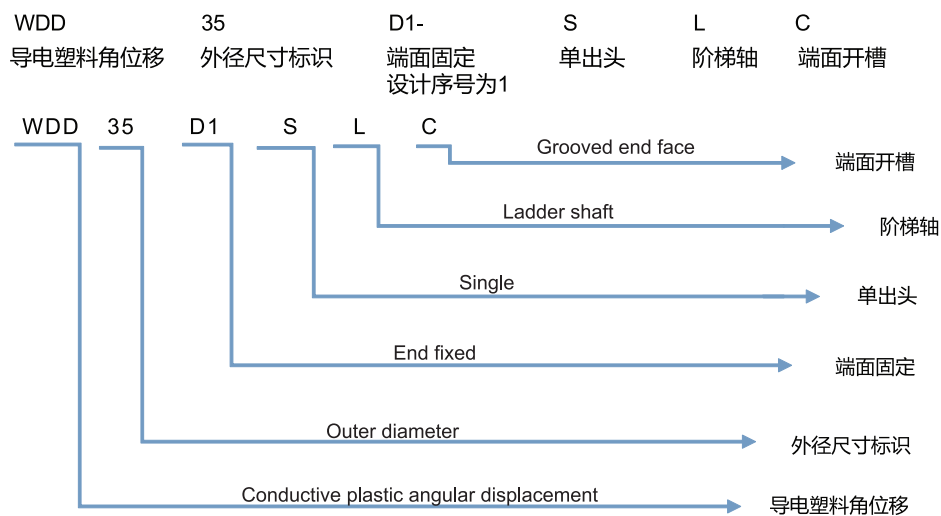 WDD 35 D1- S L C
导电塑料角位移 外径尺寸标识 端面固定 单出头 阶梯轴 端面开槽
设计序号为1
WDD 35 D1 S L C
Grooved end face 端面开槽
Ladder shaft 阶梯轴
Single 单出头
End fixed 端面固定
Outer diameter 外径尺寸标识
Conductive plastic angular displacement 导电塑料角位移